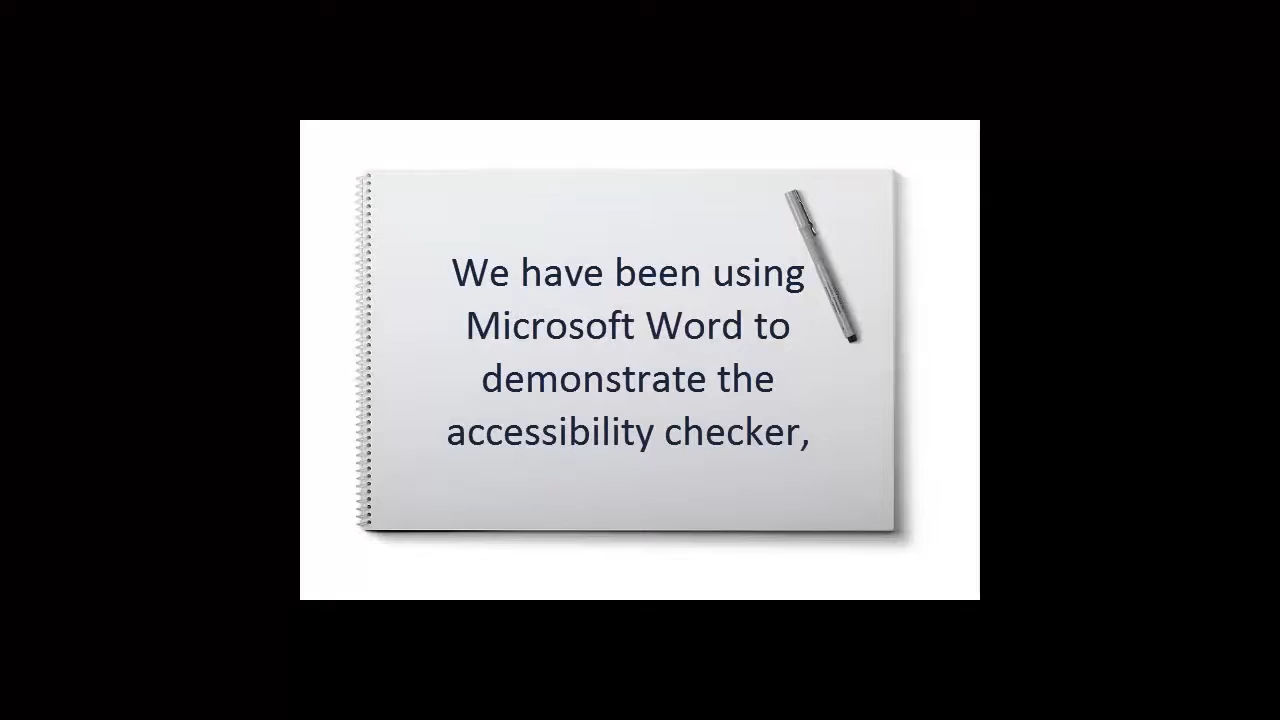 We have been using
Microsoft Word to
demonstrate the
accessibility checker,